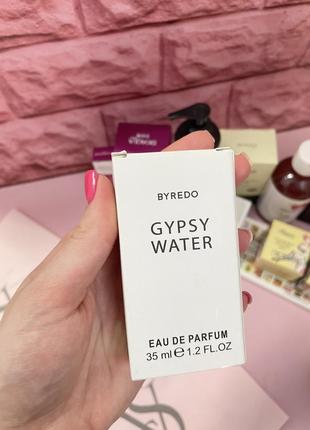 BYREDO
GYPSY
WATER
EAU DE PARFUM
35 ml ℮ 1.2 FL.OZ